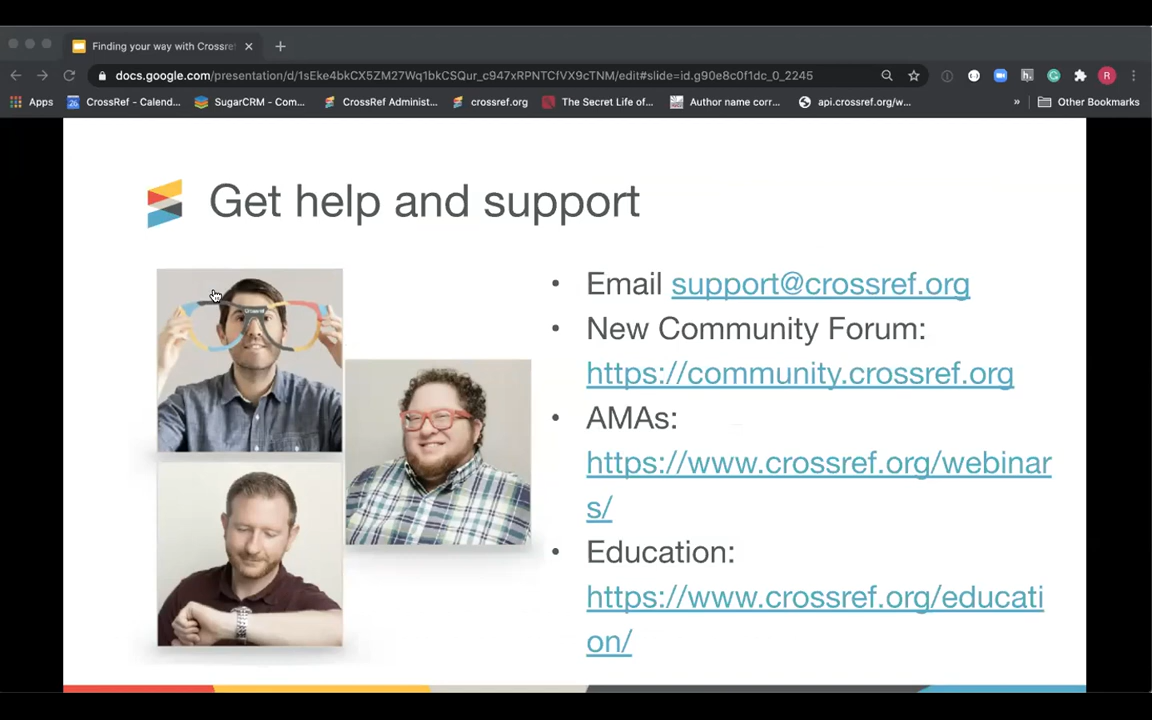 Finding your way with Crossref
docs.google.com/presentation/d/1sEke4bkCX5ZM27Wq1bkCSQur_c947xRPNTCfVX9cTNM/edit#slide=id.g90e8c0f1dc_0_2245
R
Apps
26
CrossRef - Calend...
SugarCRM - Com...
CrossRef Administ...
crossref.org
The Secret Life of...
Author name corr...
api.crossref.org/w...
»
Other Bookmarks
Get help and support
Crossref
• Email support@crossref.org
• New Community Forum:
https://community.crossref.org
• AMAs:
https://www.crossref.org/webinar
s/
• Education:
https://www.crossref.org/educati
on/